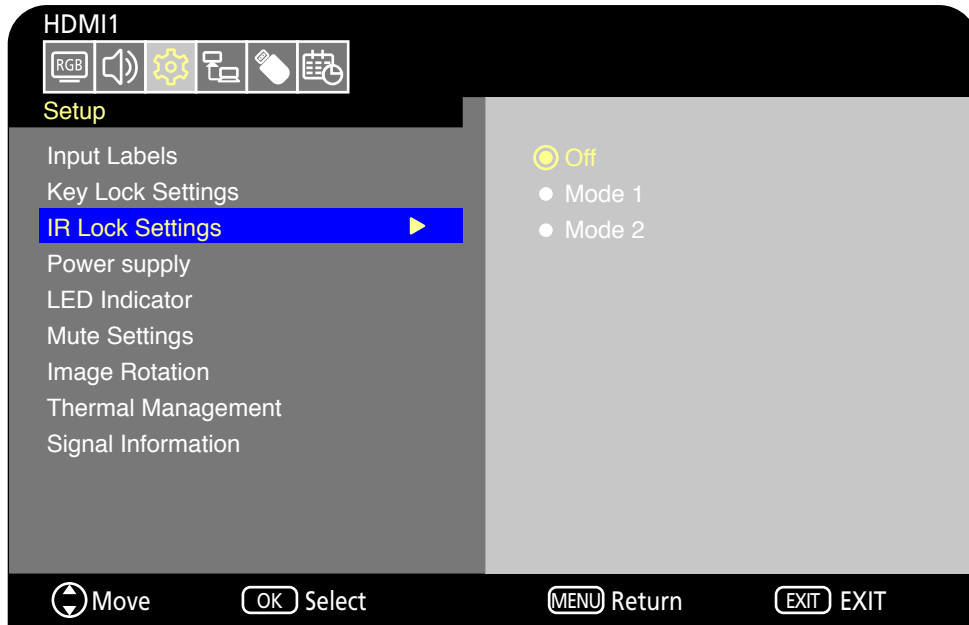 HDMI1
RGB
Setup
Input Labels
Key Lock Settings
IR Lock Settings
Power supply
LED Indicator
Mute Settings
Image Rotation
Thermal Management
Signal Information
Off
Mode 1
Mode 2
Move OK Select MENU Return EXIT EXIT